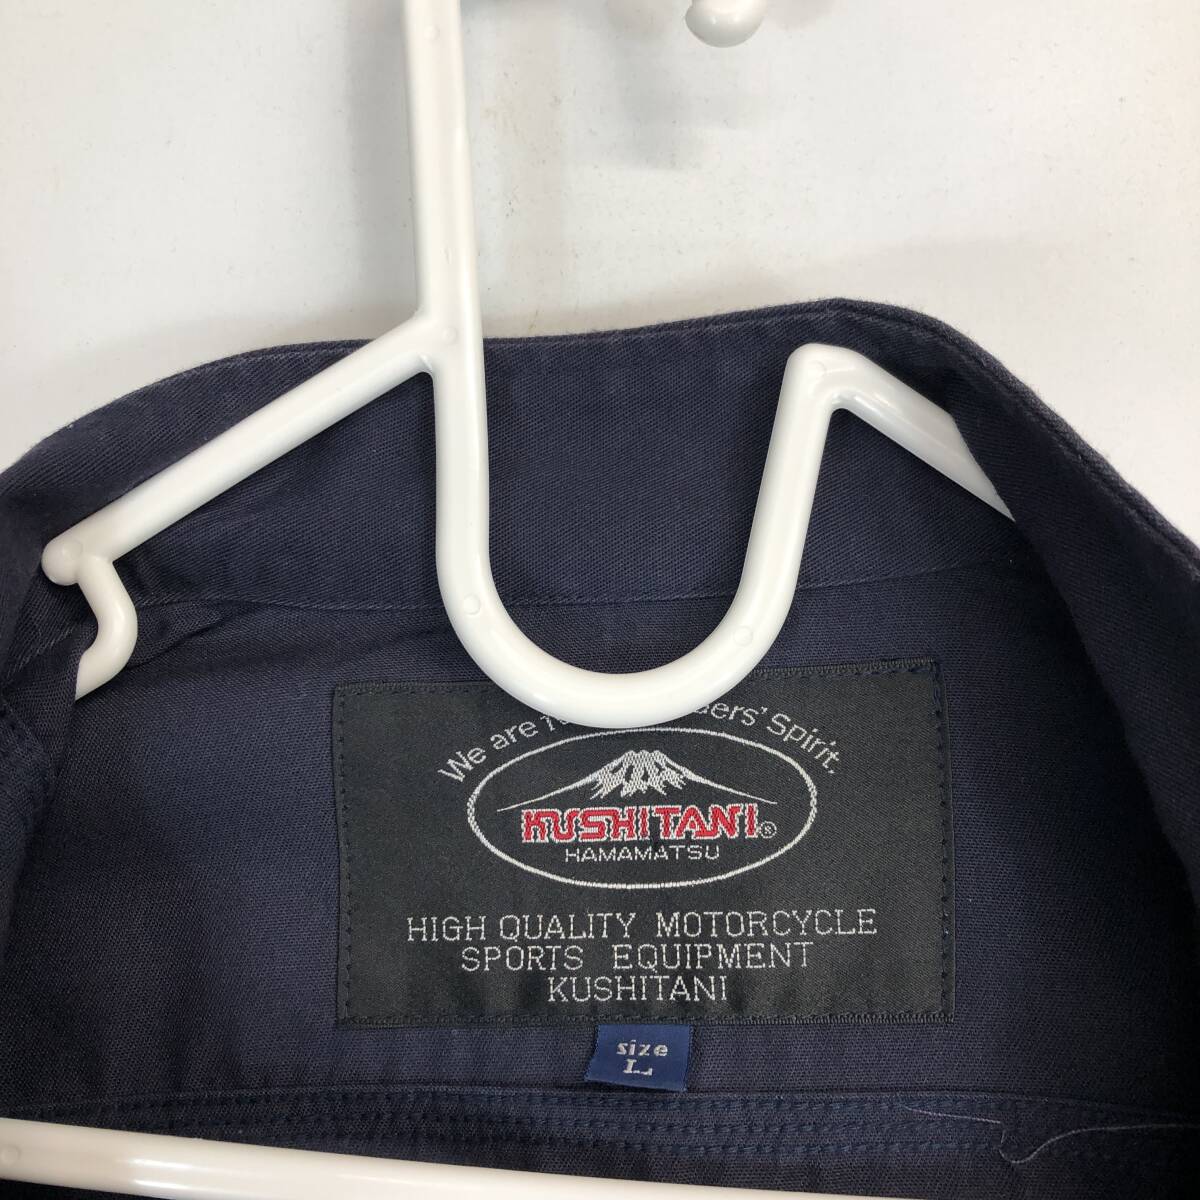 We are Spirit.
KUSHITANI®
HAMAMATSU
HIGH QUALITY MOTORCYCLE
SPORTS EQUIPMENT
KUSHITANI
size
L